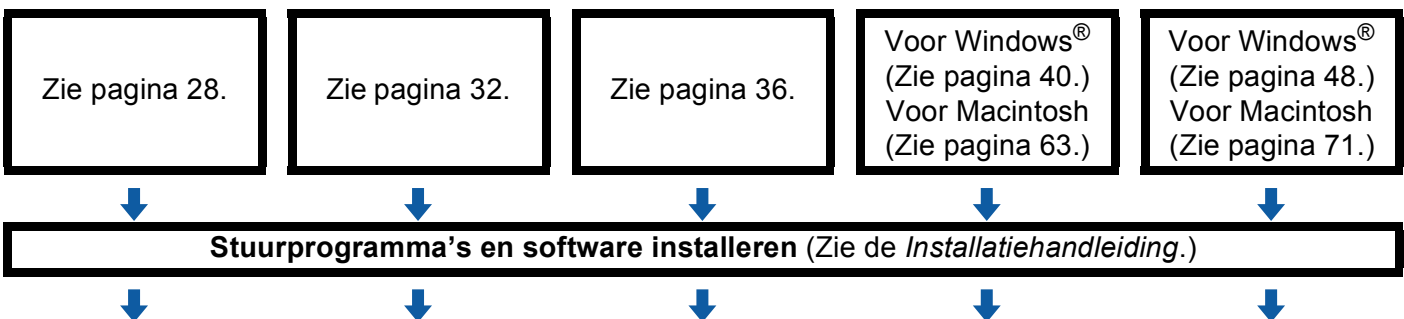 Zie pagina 28.
Zie pagina 32.
Zie pagina 36.
Voor Windows®
(Zie pagina 40.)
Voor Macintosh
(Zie pagina 63.)
Voor Windows®
(Zie pagina 48.)
Voor Macintosh
(Zie pagina 71.)
Stuurprogramma’s en software installeren (Zie de Installatiehandleiding.)